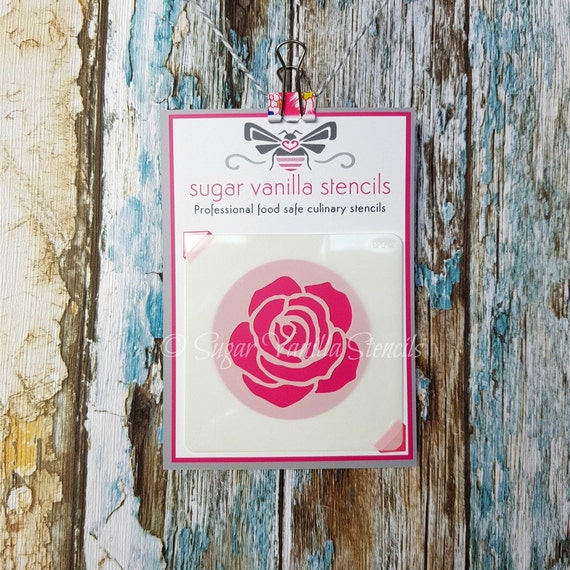 sugar vanilla stencils
Professional food safe culinary stencils
© Sugar Vanilla Stencils